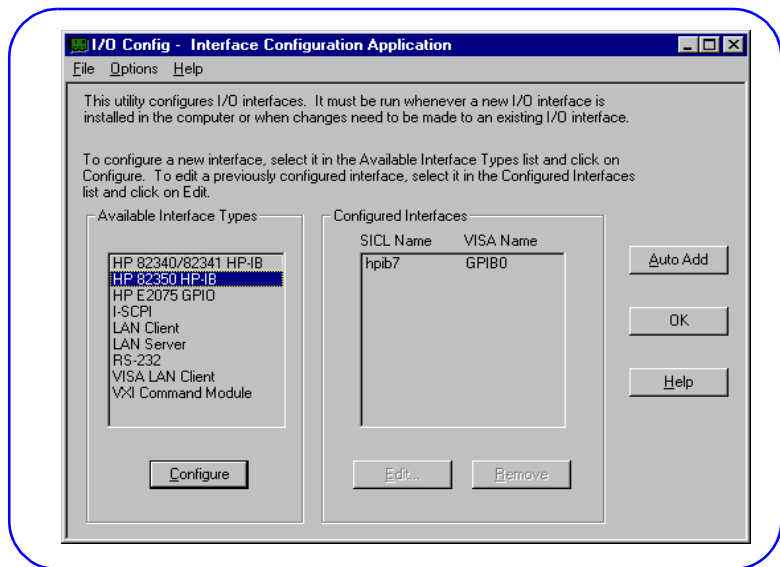 I/O Config - Interface Configuration Application
File Options Help
This utility configures I/O interfaces. It must be run whenever a new I/O interface is
installed in the computer or when changes need to be made to an existing I/O interface.
To configure a new interface, select it in the Available Interface Types list and click on
Configure. To edit a previously configured interface, select it in the Configured Interfaces
list and click on Edit.
Available Interface Types
HP 82340/82341 HP-IB
HP 82350 HP-IB
HP E2075 GPIO
I-SCPI
LAN Client
LAN Server
RS-232
VISA LAN Client
VXI Command Module
Configure
Configured Interfaces
SICL Name VISA Name
hpib7 GPIB0
Edit... Remove
Auto Add
OK
Help